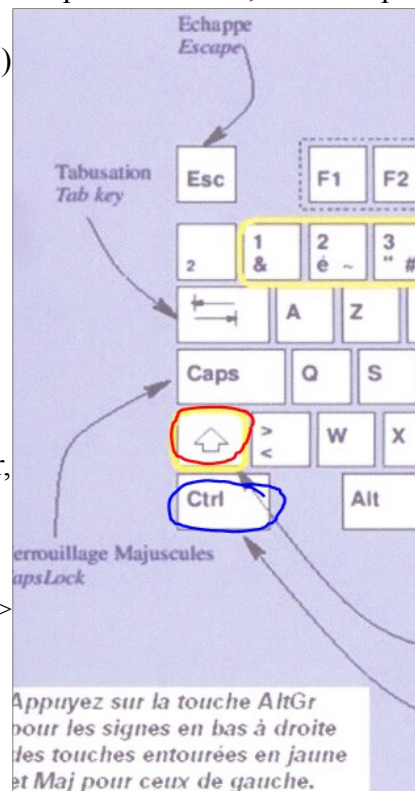 Echappe
Escape
)
Tabusation
Tab key
Esc
F1
F2
2
1
&
2
é ~
3
" #
A
Z
Caps
Q
S
>
<
W
X
r,
Ctrl
Alt
errouillage Majuscules
apsLock
>
Appuyez sur la touche AltGr
pour les signes en bas à droite
des touches entourées en jaune
et Maj pour ceux de gauche.